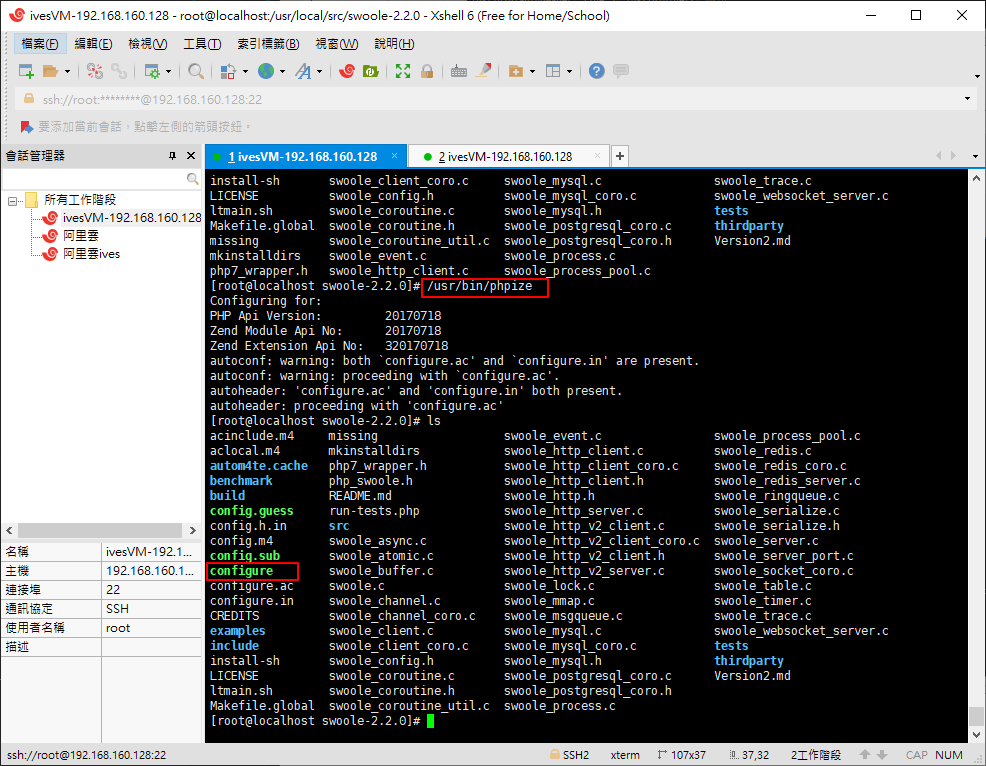 ivesVM-192.168.160.128 - root@localhost:/usr/local/src/swoole-2.2.0 - Xshell 6 (Free for Home/School)
檔案(F) 編輯(E) 檢視(V) 工具(T) 索引標籤(B) 視窗(W) 說明(H)
ssh://root:********@192.168.160.128:22
要添加當前會話，點擊左側的箭頭按鈕。
會話管理器
所有工作階段
ivesVM-192.168.160.128
阿里雲
阿里雲ives
名稱 ivesVM-192.1...
主機 192.168.160.1...
連接埠 22
通訊協定 SSH
使用者名稱 root
描述
1 ivesVM-192.168.160.128 × 2 ivesVM-192.168.160.128 × +
install-sh swoole_client_coro.c swoole_mysql.c swoole_trace.c
LICENSE swoole_config.h swoole_mysql_coro.c swoole_websocket_server.c
ltmain.sh swoole_coroutine.c swoole_mysql.h tests
Makefile.global swoole_coroutine.h swoole_postgresql_coro.c thirdparty
missing swoole_coroutine_util.c swoole_postgresql_coro.h Version2.md
mkinstalldirs swoole_event.c swoole_process.c
php7_wrapper.h swoole_http_client.c swoole_process_pool.c
[root@localhost swoole-2.2.0]# /usr/bin/phpize
Configuring for:
PHP Api Version: 20170718
Zend Module Api No: 20170718
Zend Extension Api No: 320170718
autoconf: warning: both `configure.ac' and `configure.in' are present.
autoconf: warning: proceeding with `configure.ac'.
autoheader: 'configure.ac' and 'configure.in' both present.
autoheader: proceeding with 'configure.ac'
[root@localhost swoole-2.2.0]# ls
acinclude.m4 missing swoole_event.c swoole_process_pool.c
aclocal.m4 mkinstalldirs swoole_http_client.c swoole_redis.c
autom4te.cache php7_wrapper.h swoole_http_client_coro.c swoole_redis_coro.c
benchmark php_swoole.h swoole_http_client.h swoole_redis_server.c
build README.md swoole_http.h swoole_ringqueue.c
config.guess run-tests.php swoole_http_server.c swoole_serialize.c
config.h.in src swoole_http_v2_client.c swoole_serialize.h
config.m4 swoole_async.c swoole_http_v2_client_coro.c swoole_server.c
config.sub swoole_atomic.c swoole_http_v2_client.h swoole_server_port.c
configure swoole_buffer.c swoole_http_v2_server.c swoole_socket_coro.c
configure.ac swoole.c swoole_lock.c swoole_table.c
configure.in swoole_channel.c swoole_mmap.c swoole_timer.c
CREDITS swoole_channel_coro.c swoole_msgqueue.c swoole_trace.c
examples swoole_client.c swoole_mysql.c swoole_websocket_server.c
include swoole_client_coro.c swoole_mysql_coro.c tests
install-sh swoole_config.h swoole_mysql.h thirdparty
LICENSE swoole_coroutine.c swoole_postgresql_coro.c Version2.md
ltmain.sh swoole_coroutine.h swoole_postgresql_coro.h
Makefile.global swoole_coroutine_util.c swoole_process.c
[root@localhost swoole-2.2.0]#
ssh://root@192.168.160.128:22 SSH2 xterm 107x37 37,32 2工作階段 CAP NUM